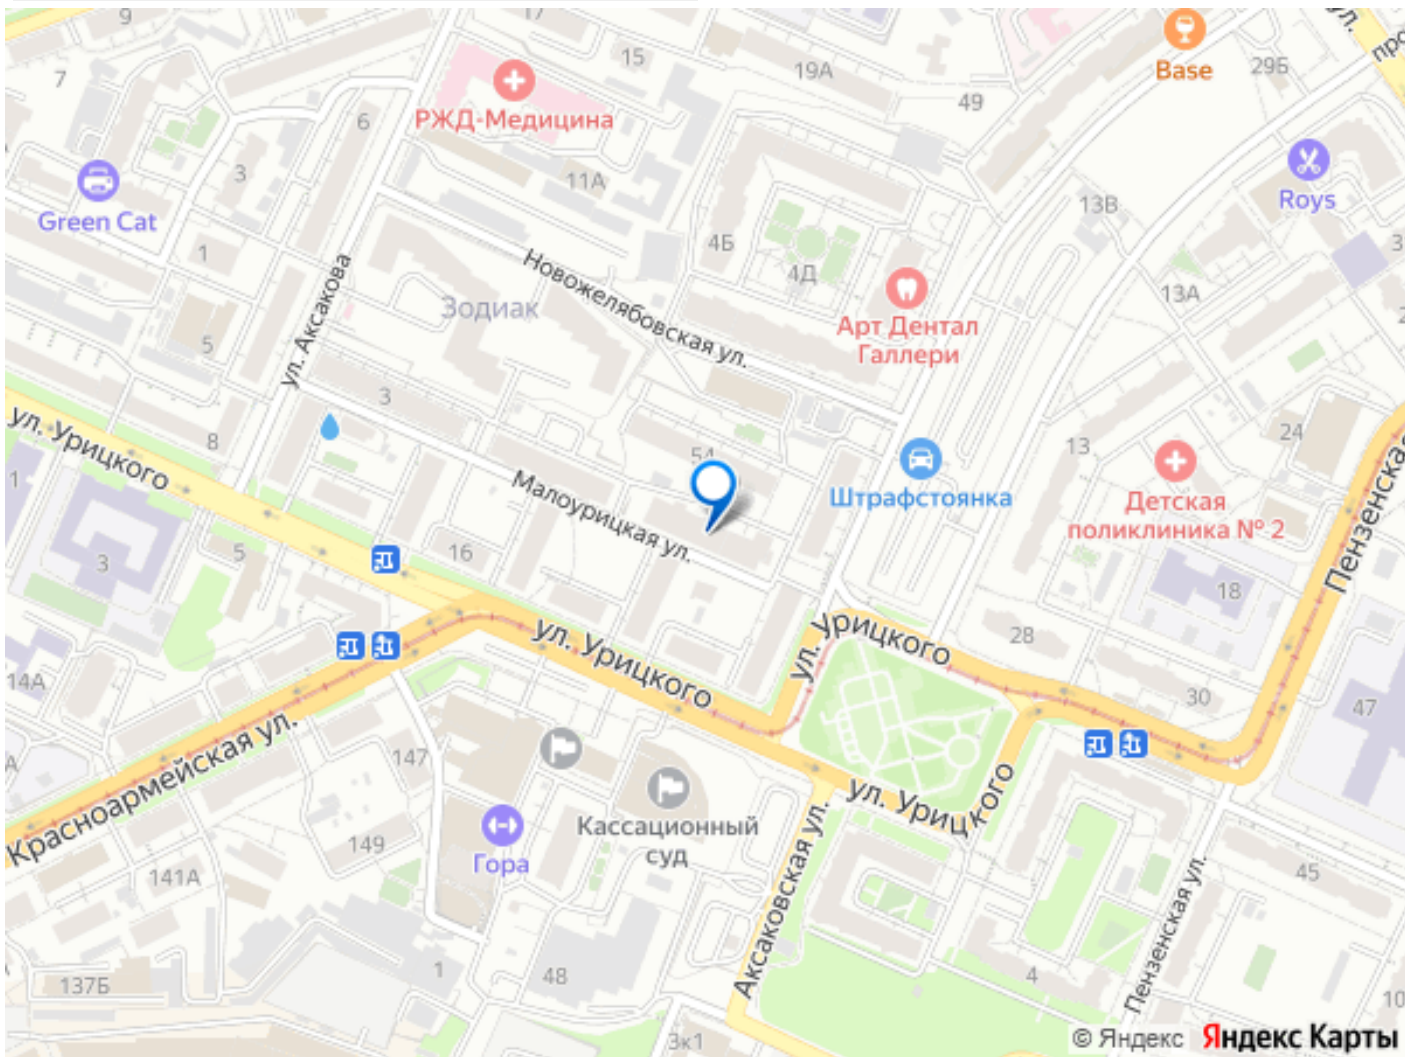 9
17
15
19А
Base
29Б
ул.
7
49
РЖД-Медицина
6
3
11А
Green Cat
Roys
13В
1
4Б
4Д
13А
ул. Аксакова
Новожелябовская ул.
Зодиак
Арт Дентал
Галлери
5
3
ул. Урицкого
8
54
13
24
Малоурицкая ул.
Штрафстоянка
Детская
поликлиника № 2
Пензенская
1
3
5
16
18
ул. Урицкого
ул. Урицкого
28
14А
30
47
Красноармейская ул.
147
ул. Урицкого
Кассационный
суд
Гора
149
141А
Аксаковская ул.
45
Пензенская ул.
137Б
1
48
4
10
3к1
© Яндекс Яндекс Карты